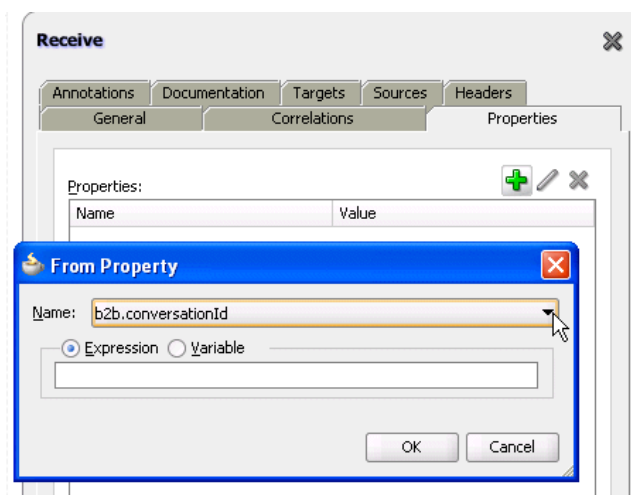 Receive
Annotations Documentation Targets Sources Headers
General Correlations Properties
Properties:
Name Value
From Property
Name: b2b.conversationId
Expression Variable
OK Cancel